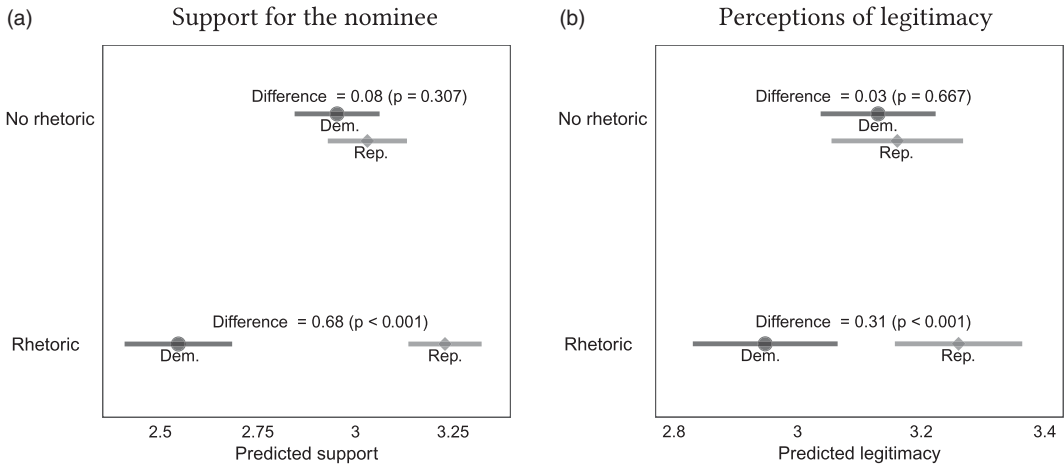 (a) Support for the nominee
No rhetoric
Difference = 0.08 (p = 0.307)
Dem.
Rep.
Rhetoric
Difference = 0.68 (p < 0.001)
Dem.
Rep.
2.5 2.75 3 3.25
Predicted support
(b) Perceptions of legitimacy
No rhetoric
Difference = 0.03 (p = 0.667)
Dem.
Rep.
Rhetoric
Difference = 0.31 (p < 0.001)
Dem.
Rep.
2.8 3 3.2 3.4
Predicted legitimacy